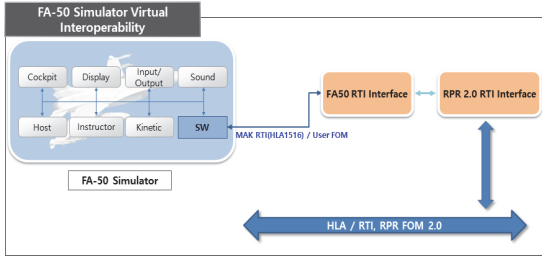 FA-50 Simulator Virtual
Interoperability
Cockpit
Display
Input/
Output
Sound
Host
Instructor
Kinetic
SW
FA-50 Simulator
MAK RTI(HLA1516) / User FOM
FA50 RTI Interface
RPR 2.0 RTI Interface
HLA / RTI, RPR FOM 2.0